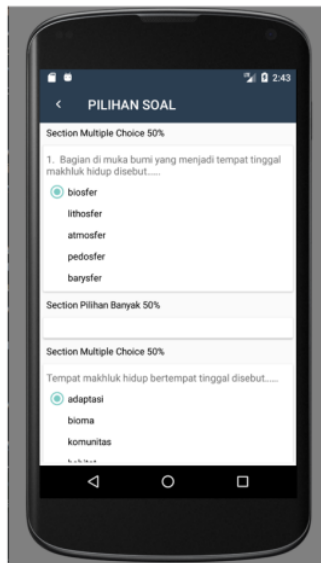 2:43
PILIHAN SOAL
Section Multiple Choice 50%
1. Bagian di muka bumi yang menjadi tempat tinggal
makhluk hidup disebut.....
biosfer
lithosfer
atmosfer
pedosfer
barysfer
Section Pilihan Banyak 50%
Section Multiple Choice 50%
Tempat makhluk hidup bertempat tinggal disebut.....
adaptasi
bioma
komunitas